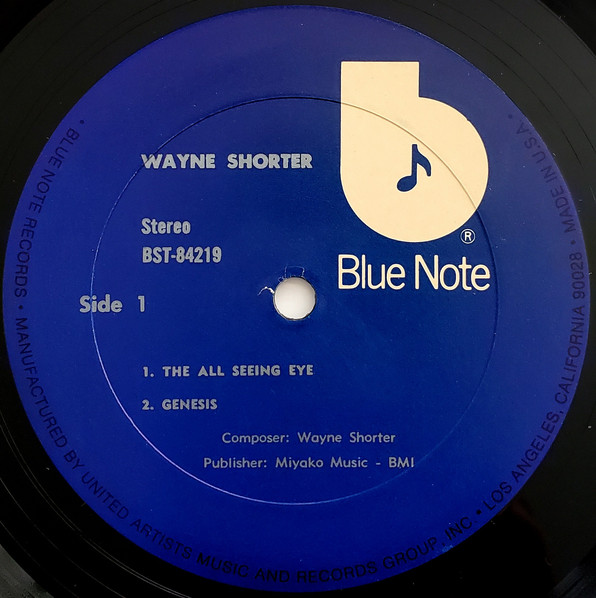 WAYNE SHORTER
Stereo
BST-84219
Side 1
®
Blue Note
1. THE ALL SEEING EYE
2. GENESIS
Composer: Wayne Shorter
Publisher: Miyako Music - BMI
• BLUE NOTE RECORDS • MANUFACTURED BY UNITED ARTISTS MUSIC AND RECORDS GROUP, INC • LOS ANGELES, CALIFORNIA 90028 • MADE IN U.S.A.